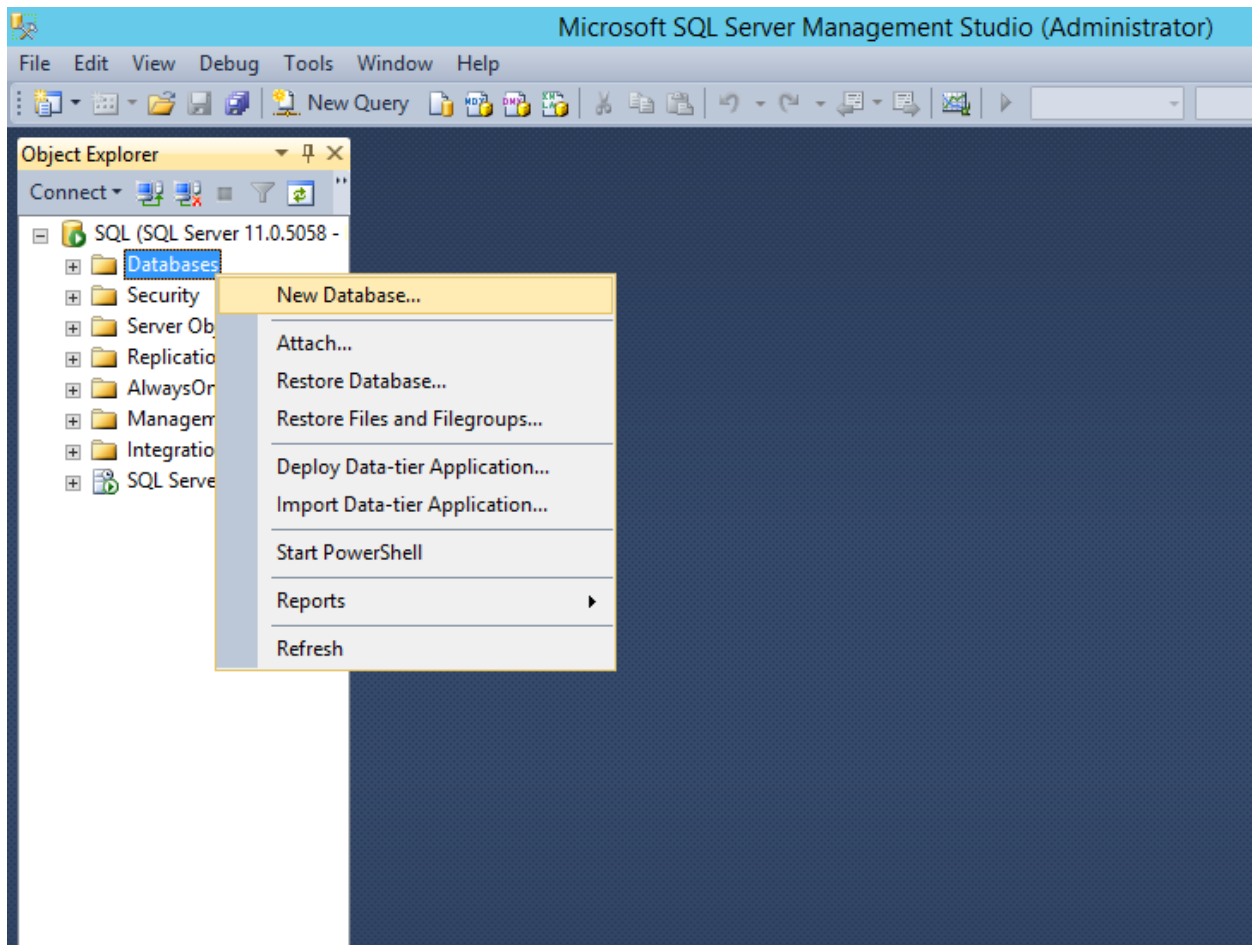 Microsoft SQL Server Management Studio (Administrator)
File Edit View Debug Tools Window Help
New Query
Object Explorer
Connect
SQL (SQL Server 11.0.5058 -
Databases
Security
Server Ob
Replicatio
AlwaysOn
Managem
Integratio
SQL Serve
New Database...
Attach...
Restore Database...
Restore Files and Filegroups...
Deploy Data-tier Application...
Import Data-tier Application...
Start PowerShell
Reports
Refresh